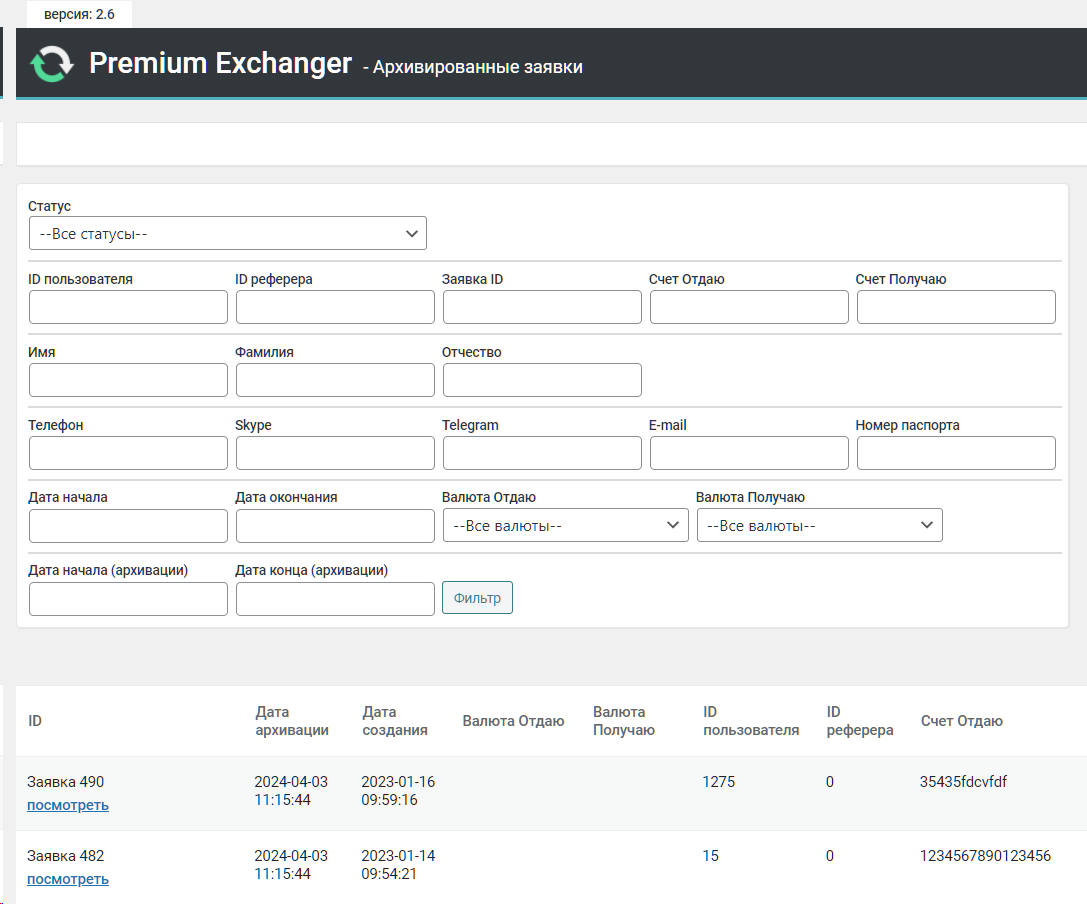 версия: 2.6
Premium Exchanger - Архивированные заявки
Статус
--Все статусы--
ID пользователя ID реферера Заявка ID Счет Отдаю Счет Получаю
Имя Фамилия Отчество
Телефон Skype Telegram E-mail Номер паспорта
Дата начала Дата окончания Валюта Отдаю Валюта Получаю
--Все валюты-- --Все валюты--
Дата начала (архивации) Дата конца (архивации)
Фильтр
ID Дата архивации Дата создания Валюта Отдаю Валюта Получаю ID пользователя ID реферера Счет Отдаю
Заявка 490 2024-04-03 2023-01-16 1275 0 35435fdcvfdf
посмотреть 11:15:44 09:59:16
Заявка 482 2024-04-03 2023-01-14 15 0 1234567890123456
посмотреть 11:15:44 09:54:21